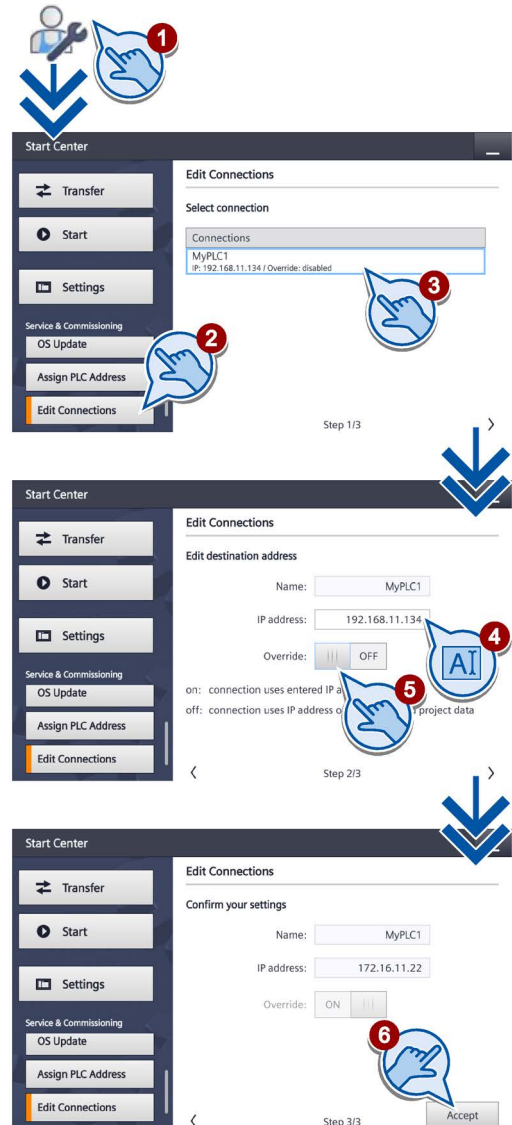 1
Start Center
Transfer
Start
Settings
Service & Commissioning
OS Update
Assign PLC Address
Edit Connections
2
Edit Connections
Select connection
Connections
MyPLC1
IP: 192.168.11.134 / Override: disabled
3
Step 1/3
Start Center
Transfer
Start
Settings
Service & Commissioning
OS Update
Assign PLC Address
Edit Connections
Edit Connections
Edit destination address
Name: MyPLC1
IP address: 192.168.11.134
4
AI
Override: OFF
5
on: connection uses entered IP a
off: connection uses IP address o project data
Step 2/3
Start Center
Transfer
Start
Settings
Service & Commissioning
OS Update
Assign PLC Address
Edit Connections
Edit Connections
Confirm your settings
Name: MyPLC1
IP address: 172.16.11.22
Override: ON
6
Step 3/3
Accept